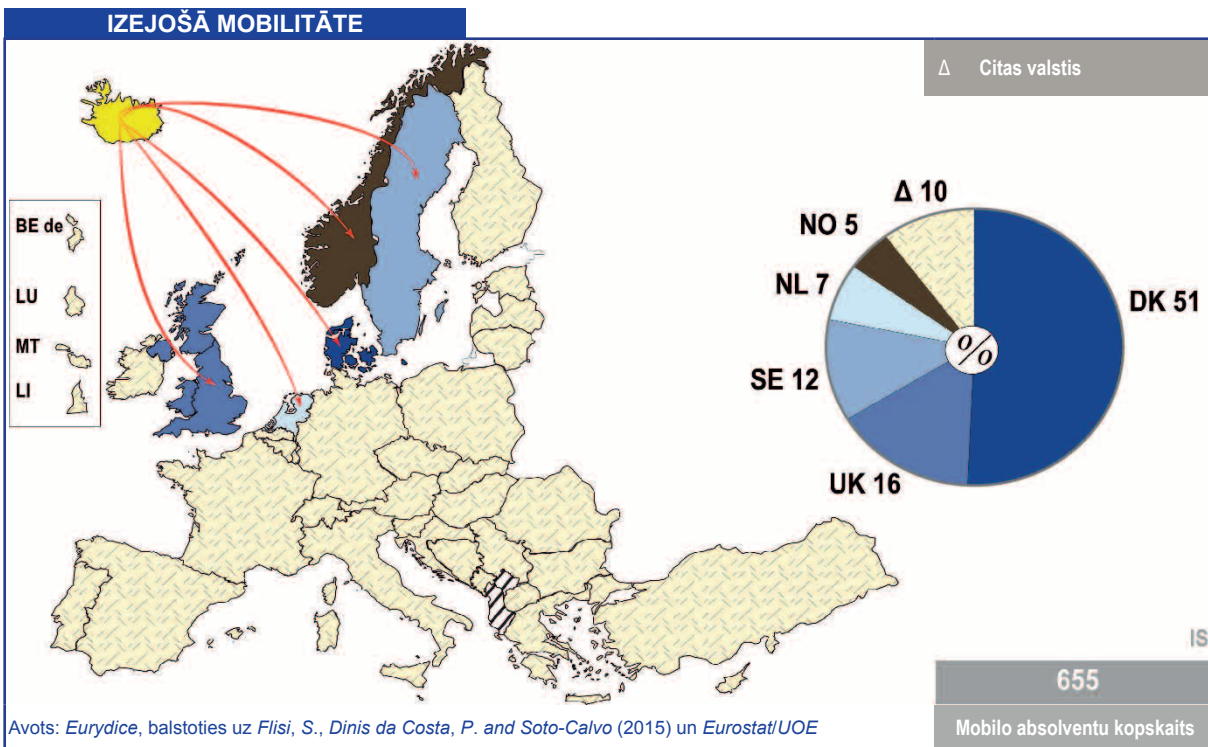 IZEJOŠĀ MOBILITĀTE
Δ Citas valstis
BE de
LU
MT
LI
Δ 10
NO 5
NL 7
DK 51
SE 12
UK 16
%
IS
655
Mobilo absolventu kopskaits
Avots: Eurydice, balstoties uz Flisi, S., Dinis da Costa, P. and Soto-Calvo (2015) un Eurostat/UOE